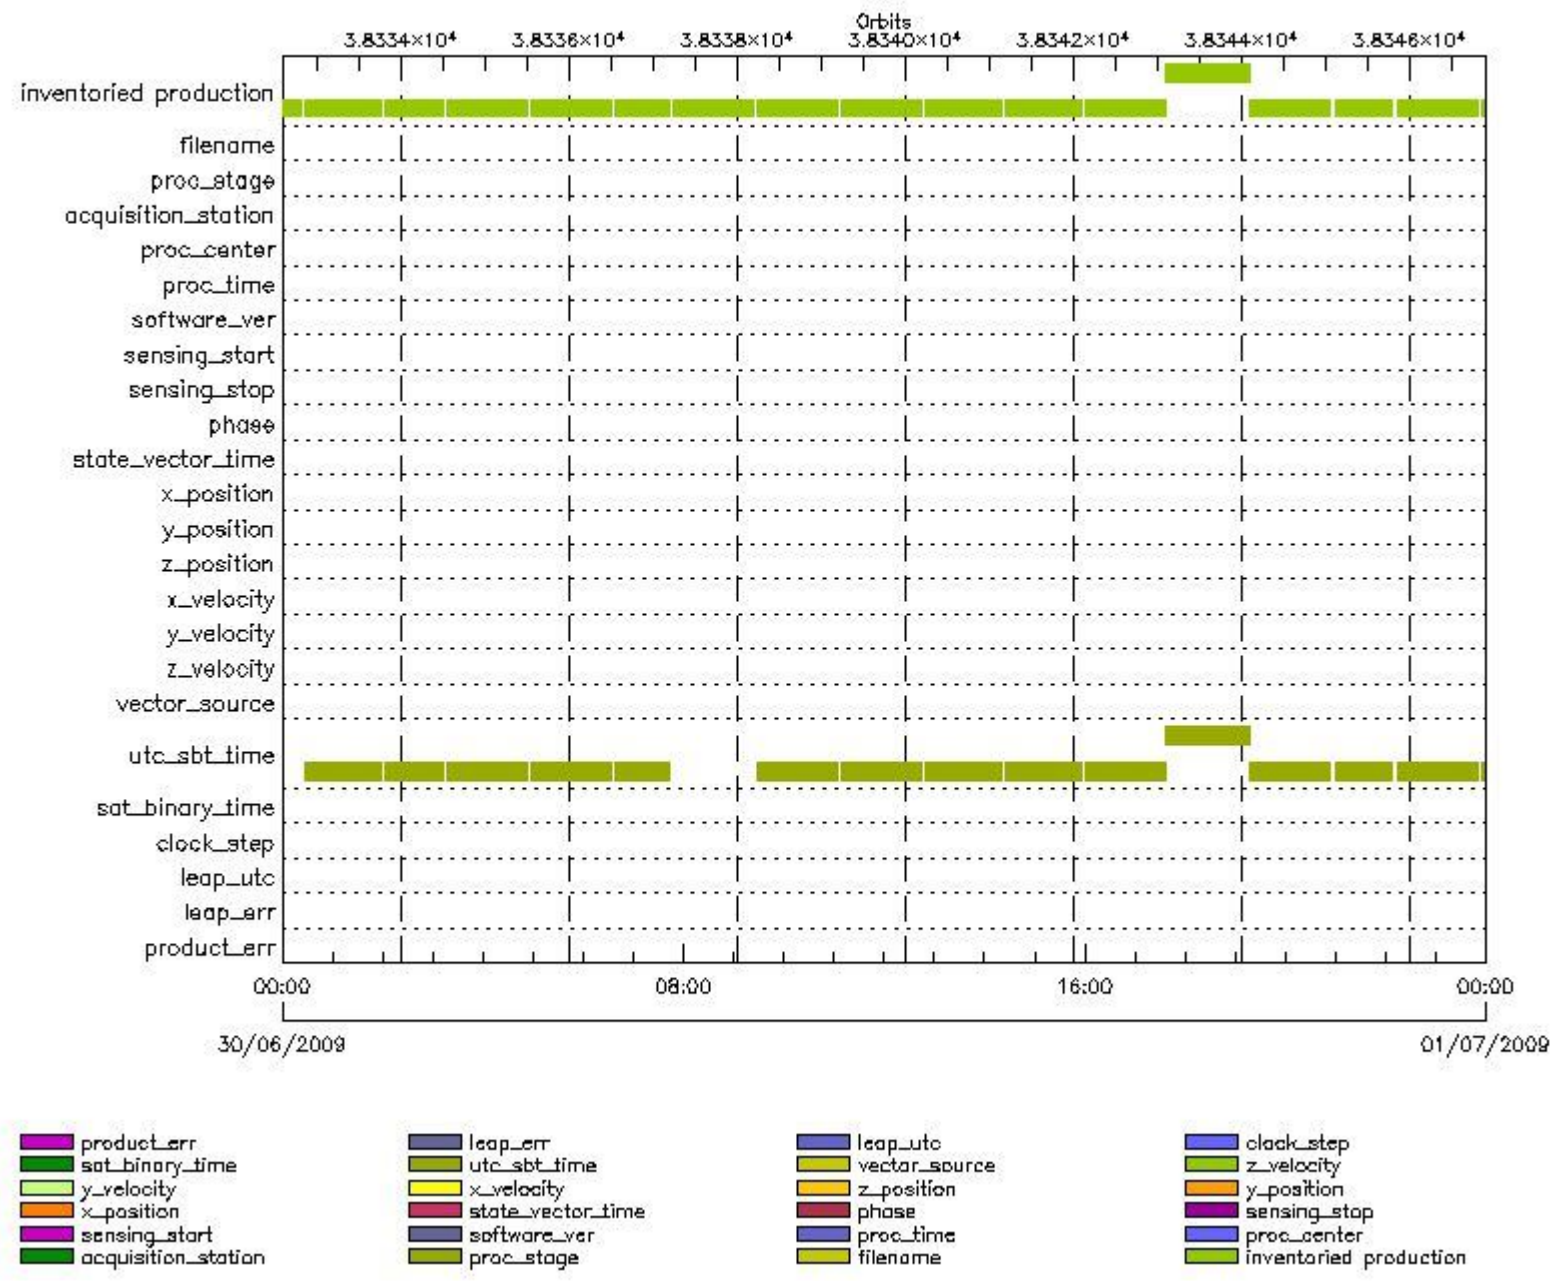 Orbits
3.8334×10⁴ 3.8336×10⁴ 3.8338×10⁴ 3.8340×10⁴ 3.8342×10⁴ 3.8344×10⁴ 3.8346×10⁴
inventoried production
filename
proc_stage
acquisition_station
proc_center
proc_time
software_ver
sensing_start
sensing_stop
phase
state_vector_time
x_position
y_position
z_position
x_velocity
y_velocity
z_velocity
vector_source
utc_sbt_time
sat_binary_time
clock_step
leap_utc
leap_err
product_err
00:00 08:00 16:00 00:00
30/06/2009 01/07/2009
product_err leap_err leap_utc clock_step
sat_binary_time utc_sbt_time vector_source z_velocity
y_velocity x_velocity z_position y_position
x_position state_vector_time phase sensing_stop
sensing_start software_ver proc_time proc_center
acquisition_station proc_stage filename inventoried production